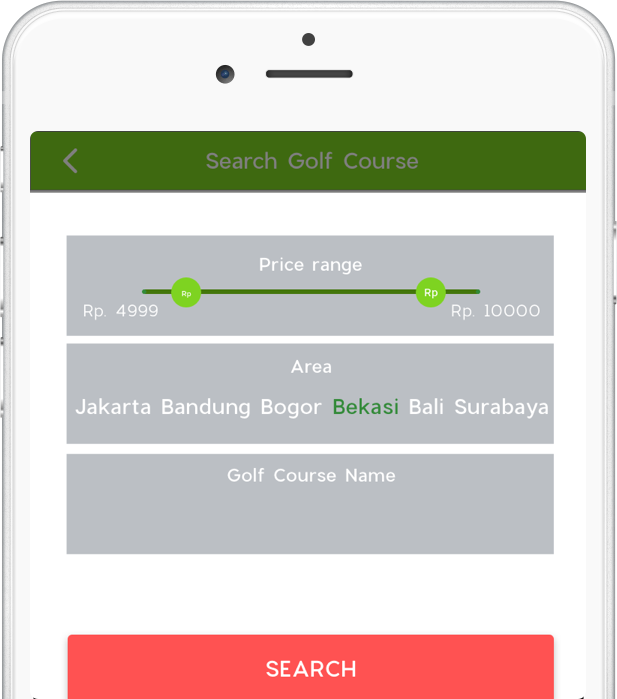 Search Golf Course
Price range
Rp Rp
Rp. 4999 Rp. 10000
Area
Jakarta Bandung Bogor Bekasi Bali Surabaya
Golf Course Name
SEARCH